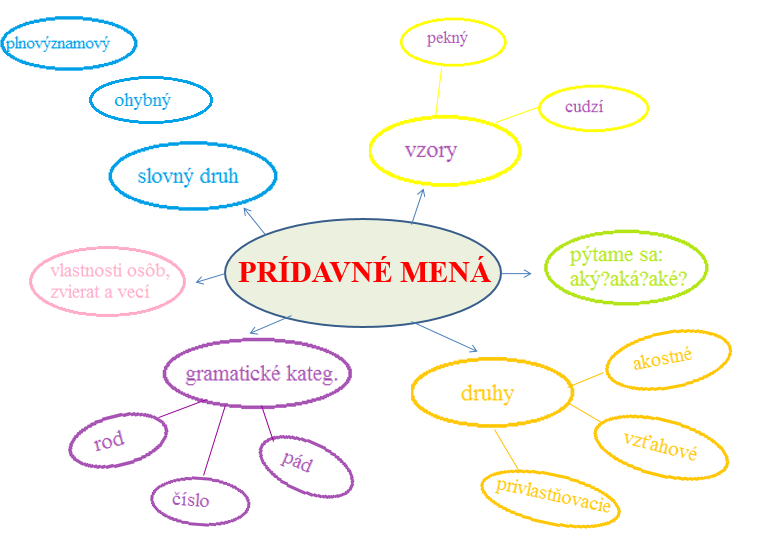 plnovýznamový
pekný
ohybný
cudzí
vzory
slovný druh
pýtame sa:
aký?aká?aké?
vlastnosti osôb,
zvierat a vecí
PRÍDAVNÉ MENÁ
gramatické kateg.
druhy
akostné
rod
pád
číslo
vzťahové
privlastňovacie